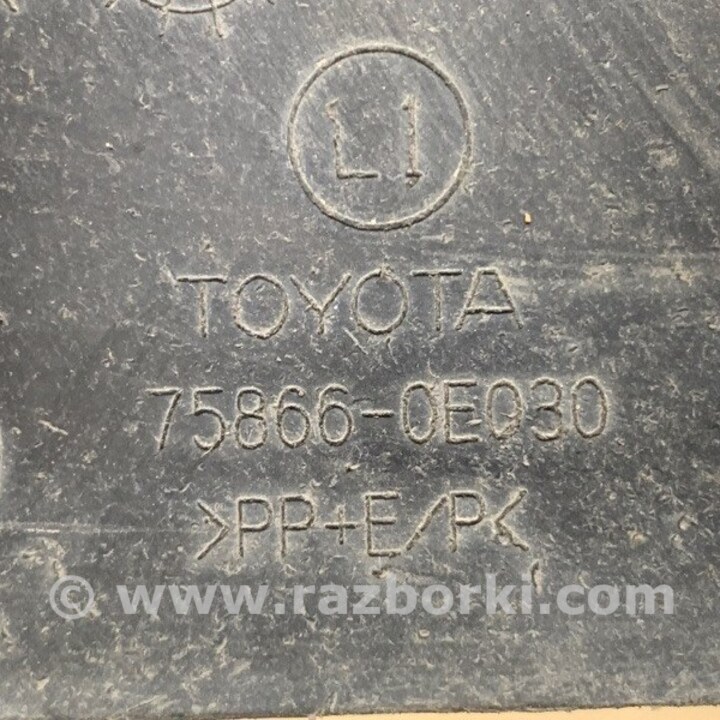 L1
TOYOTA
75866-0E030
>PP+E/P<
© www.razborki.com